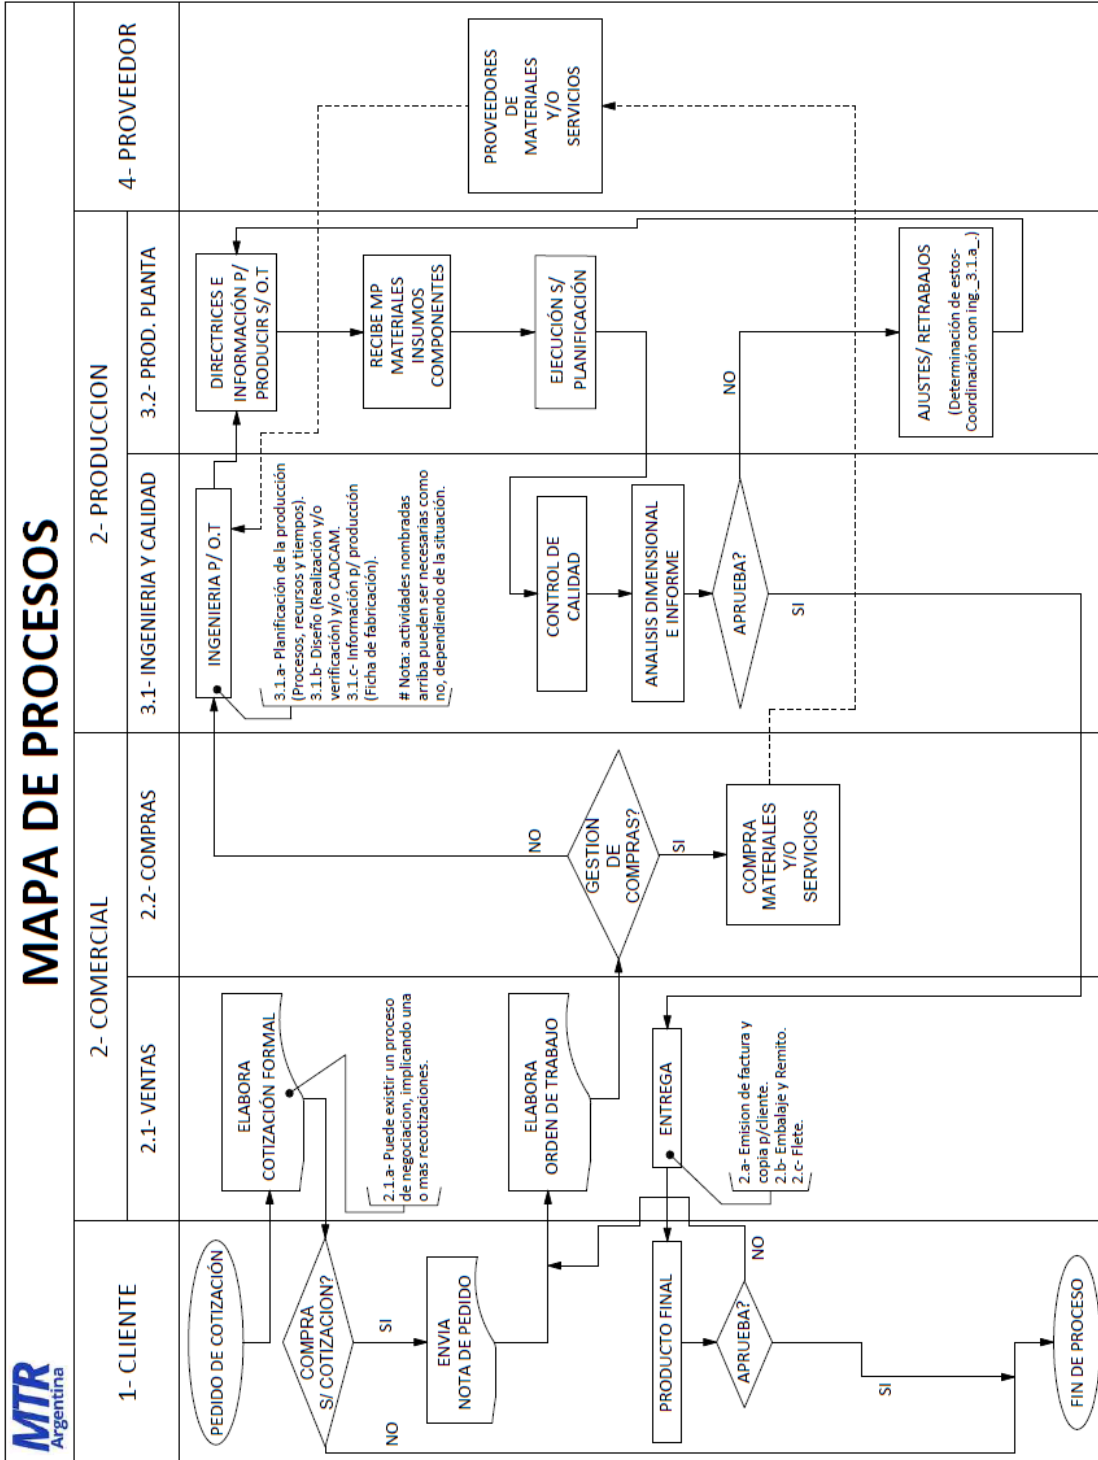 MTR
Argentina
MAPA DE PROCESOS
1- CLIENTE
2- COMERCIAL
2- PRODUCCION
4- PROVEEDOR
2.1- VENTAS
2.2- COMPRAS
3.1- INGENIERIA Y CALIDAD
3.2- PROD. PLANTA
PEDIDO DE COTIZACIÓN
ELABORA
COTIZACIÓN FORMAL
2.1.a- Puede existir un proceso
de negociacion, implicando una
o mas recotizaciones.
COMPRA
S/ COTIZACION?
SI
NO
ENVIA
NOTA DE PEDIDO
ELABORA
ORDEN DE TRABAJO
GESTION
DE
COMPRAS?
NO
SI
COMPRA
MATERIALES
Y/O
SERVICIOS
PROVEEDORES
DE
MATERIALES
Y/O
SERVICIOS
INGENIERIA P/ O.T
3.1.a- Planificación de la producción
(Procesos, recursos y tiempos).
3.1.b- Diseño (Realización y/o
verificación) y/o CADCAM.
3.1.c- Información p/ producción
(Ficha de fabricación).
# Nota: actividades nombradas
arriba pueden ser necesarias como
no, dependiendo de la situación.
DIRECTRICES E
INFORMACIÓN P/
PRODUCIR S/ O.T
RECIBE MP
MATERIALES
INSUMOS
COMPONENTES
EJECUCIÓN S/
PLANIFICACIÓN
CONTROL DE
CALIDAD
ANALISIS DIMENSIONAL
E INFORME
APRUEBA?
NO
SI
AJUSTES/ RETRABAJOS
(Determinación de estos-
Coordinación con ing._3.1.a_.)
ENTREGA
2.a- Emision de factura y
copia p/cliente.
2.b- Embalaje y Remito.
2.c- Flete.
PRODUCTO FINAL
APRUEBA?
NO
SI
FIN DE PROCESO